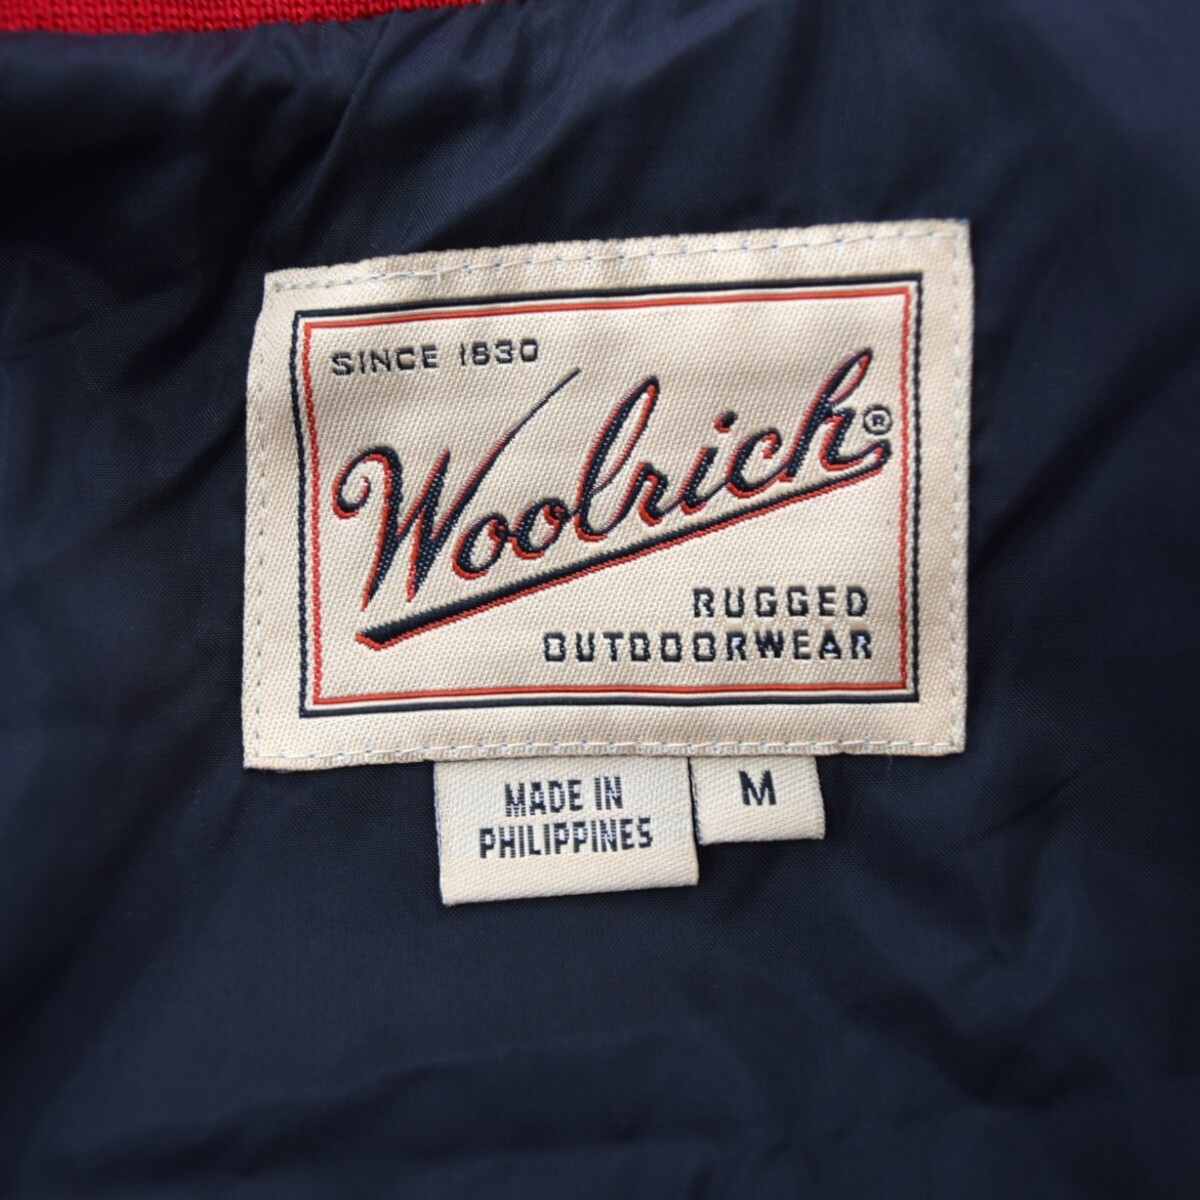 SINCE 1830
Woolrich®
RUGGED
OUTDOORWEAR
MADE IN
PHILIPPINES
M